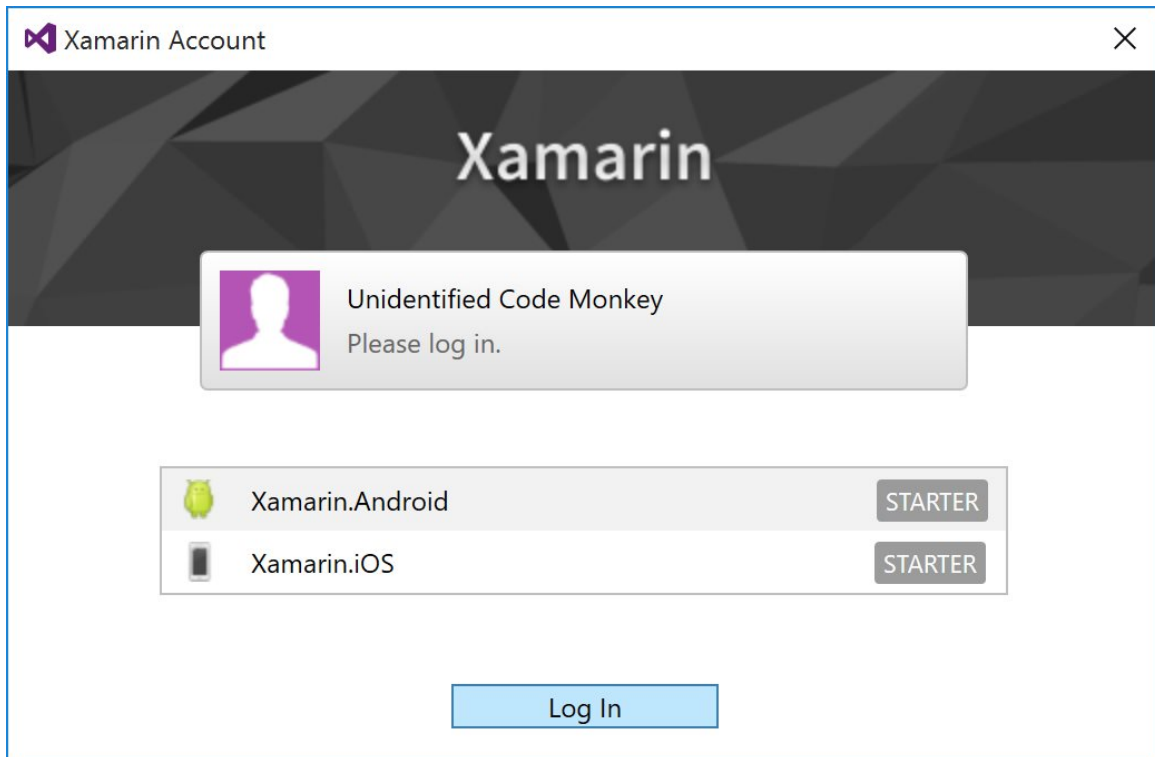 Xamarin Account
Xamarin
Unidentified Code Monkey
Please log in.
Xamarin.Android STARTER
Xamarin.iOS STARTER
Log In